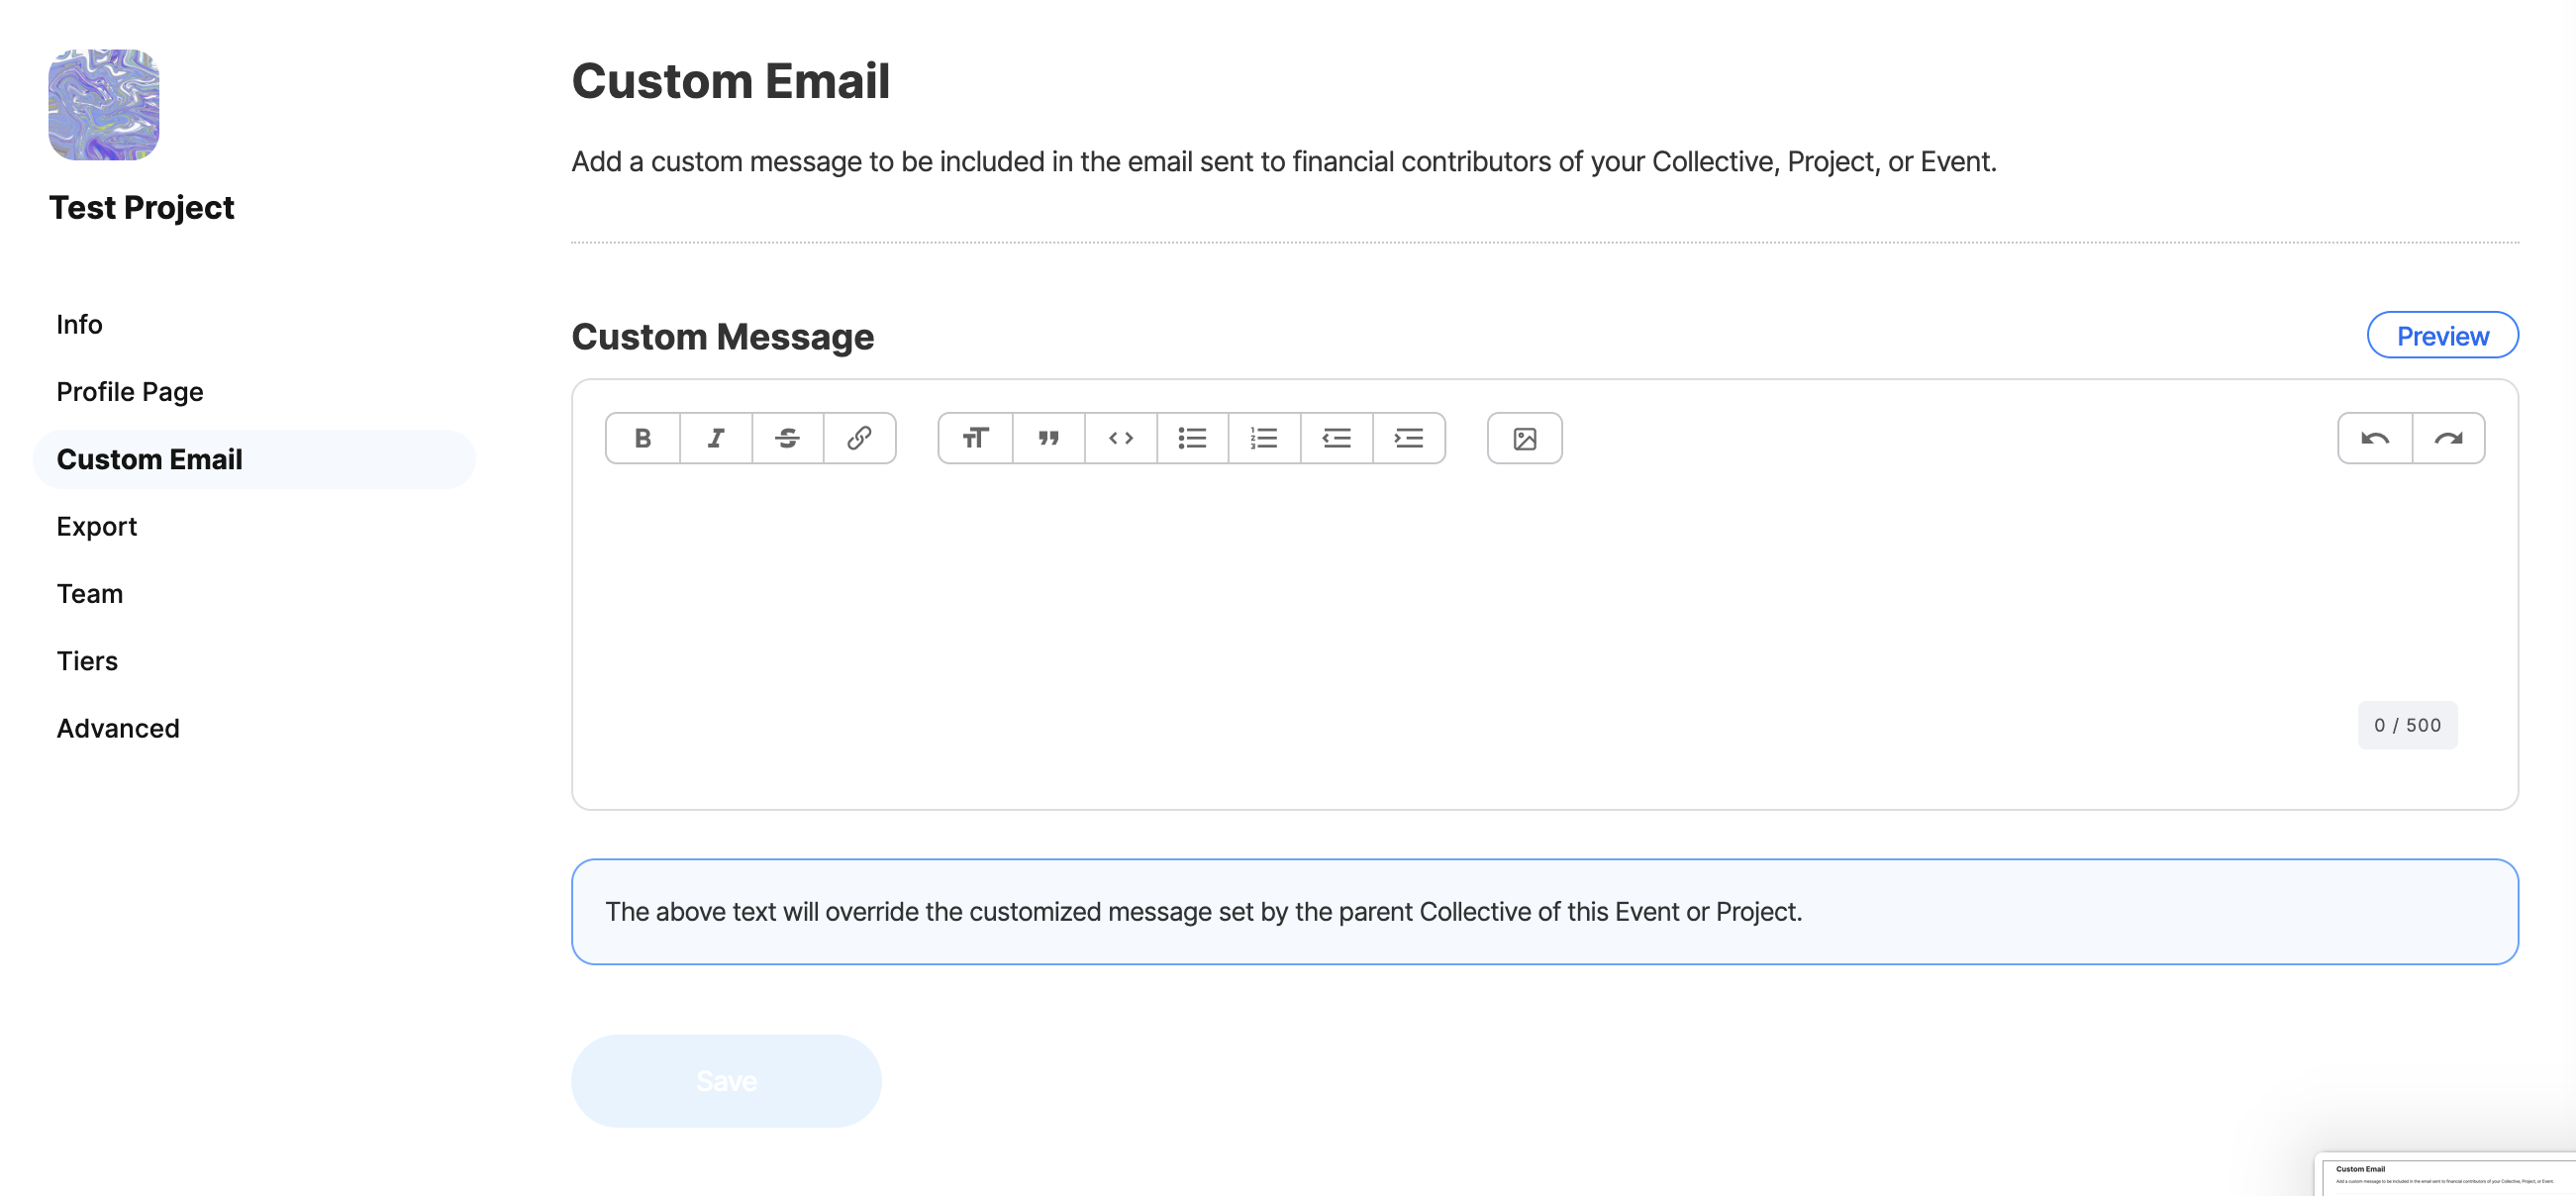 Test Project
Info
Profile Page
Custom Email
Export
Team
Tiers
Advanced
Custom Email
Add a custom message to be included in the email sent to financial contributors of your Collective, Project, or Event.
Custom Message
Preview
B I S
0 / 500
The above text will override the customized message set by the parent Collective of this Event or Project.
Save
Custom Email
Add a custom message to be included in the email sent to financial contributors of your Collective, Project, or Event.